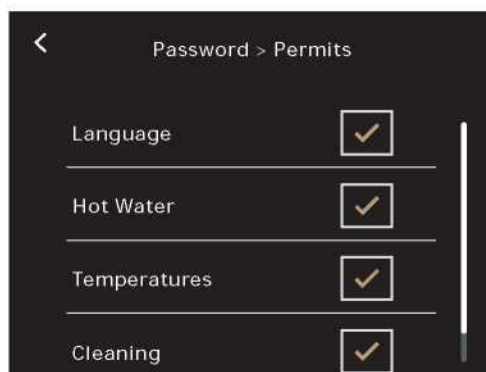 Password > Permits
Language
Hot Water
Temperatures
Cleaning